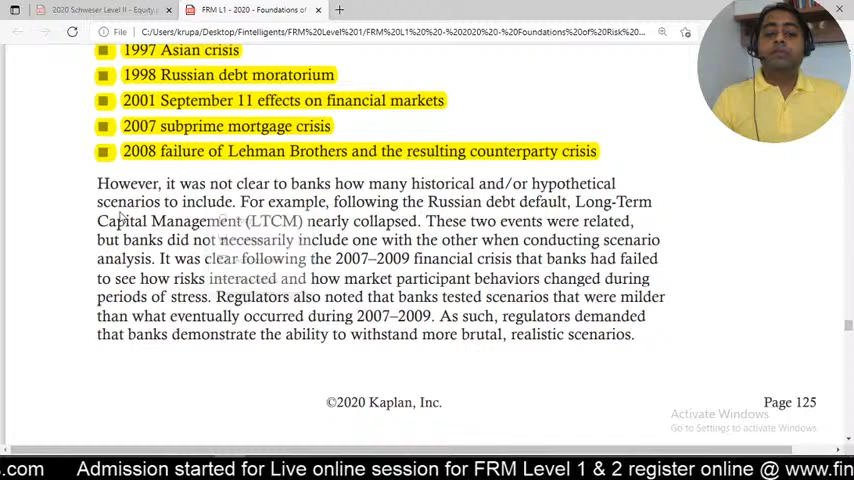 2020 Schweser Level II - Equity
FRM L1 - 2020 - Foundations of
File
C:/Users/krupa/Desktop/Fintelligents/FRM%20Level%201/FRM%20L1%20%20-%202020%20-%20Foundations%20of%20Risk%20...
1997 Asian crisis
1998 Russian debt moratorium
2001 September 11 effects on financial markets
2007 subprime mortgage crisis
2008 failure of Lehman Brothers and the resulting counterparty crisis
However, it was not clear to banks how many historical and/or hypothetical
scenarios to include. For example, following the Russian debt default, Long-Term
Capital Management (LTCM) nearly collapsed. These two events were related,
but banks did not necessarily include one with the other when conducting scenario
analysis. It was clear following the 2007–2009 financial crisis that banks had failed
to see how risks interacted and how market participant behaviors changed during
periods of stress. Regulators also noted that banks tested scenarios that were milder
than what eventually occurred during 2007–2009. As such, regulators demanded
that banks demonstrate the ability to withstand more brutal, realistic scenarios.
©2020 Kaplan, Inc.
Page 125
Activate Windows
Go to Settings to activate Windows.
s.com Admission started for Live online session for FRM Level 1 & 2 register online @ www.fin